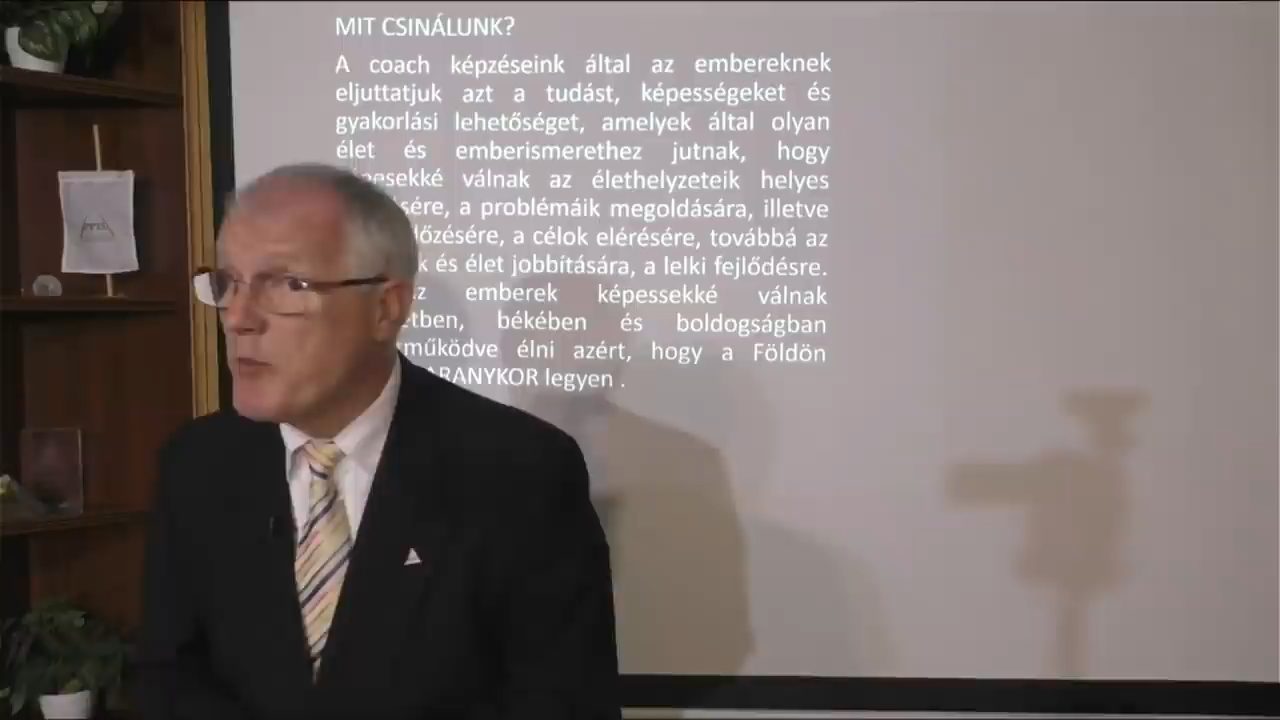 MIT CSINÁLUNK?
A coach képzéseink által az embereknek
eljuttatjuk azt a tudást, képességeket és
gyakorlási lehetőséget, amelyek által olyan
élet és emberismerethez jutnak, hogy
válnak az élethelyzeteik helyes
a problémáik megoldására, illetve
a célok elérésére, továbbá az
és élet jobbítására, a lelki fejlődésre.
emberek képessekké válnak
békében és boldogságban
élni azért, hogy a Földön
ARANYKOR legyen .